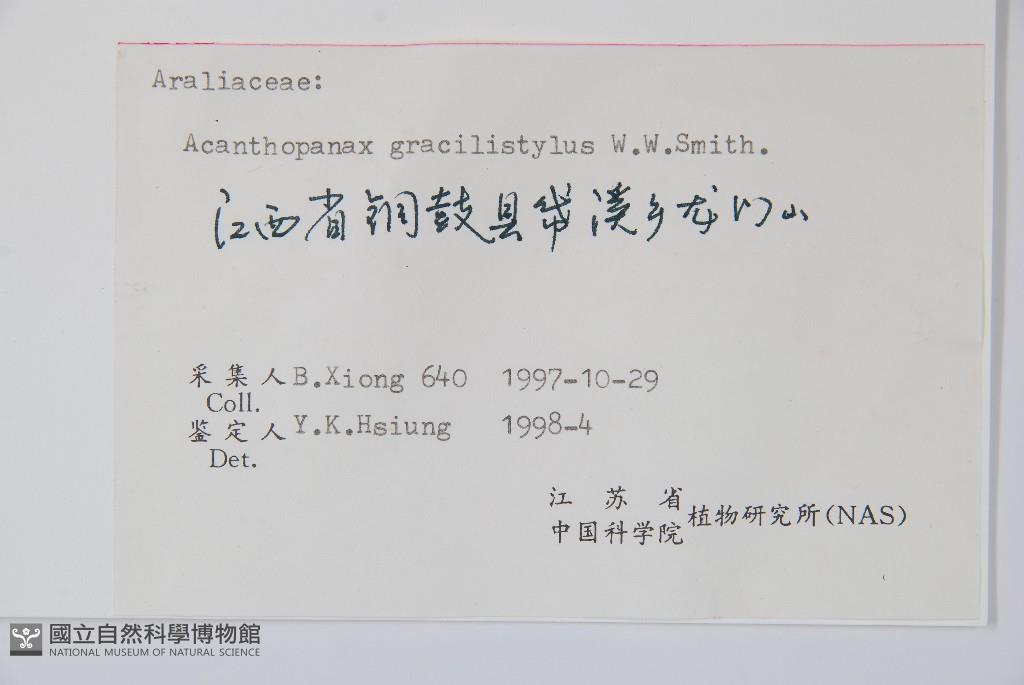 Araliaceae:
Acanthopanax gracilistylus W.W.Smith.
江西省铜鼓县带溪乡龙门山
采集人 B.Xiong 640 1997-10-29
Coll.
鉴定人 Y.K.Hsiung 1998-4
Det.
江苏省
中国科学院 植物研究所(NAS)
國立自然科學博物館
NATIONAL MUSEUM OF NATURAL SCIENCE